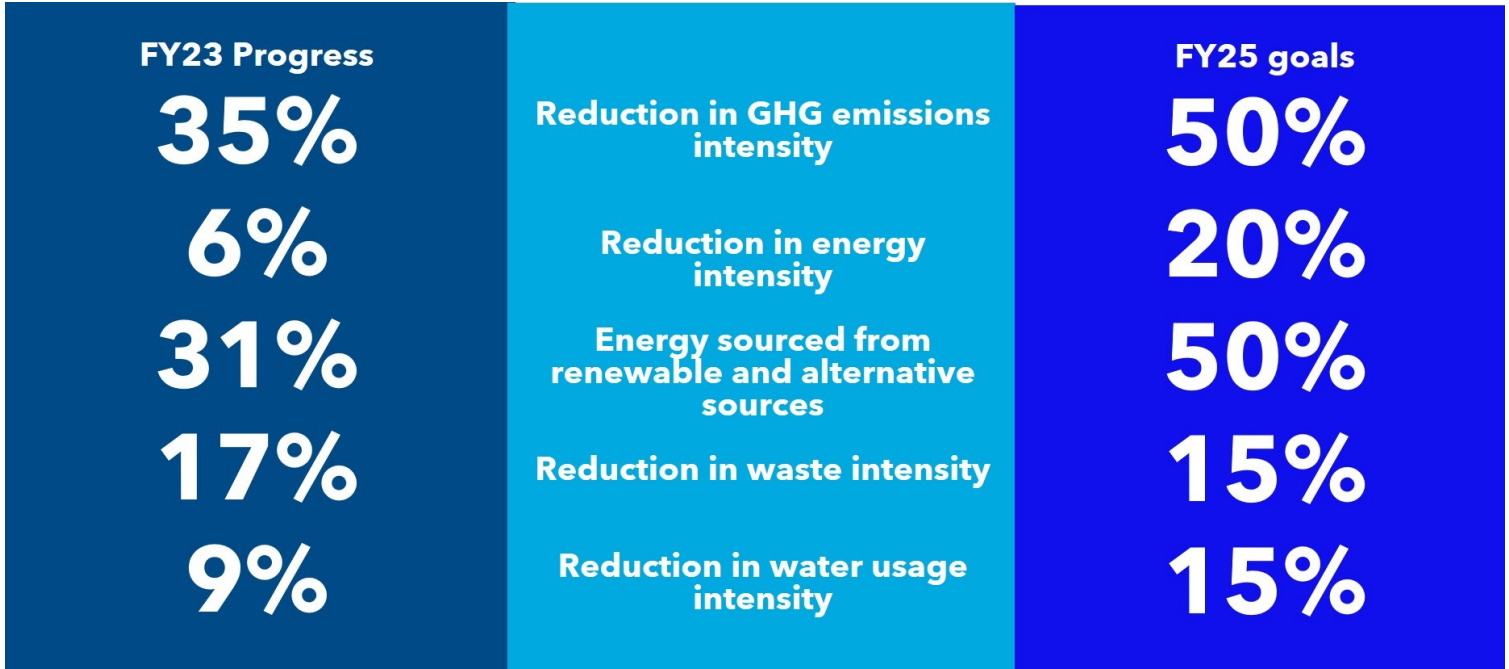 FY23 Progress
FY25 goals
35%
Reduction in GHG emissions
intensity
50%
6%
Reduction in energy
intensity
20%
31%
Energy sourced from
renewable and alternative
sources
50%
17%
Reduction in waste intensity
15%
9%
Reduction in water usage
intensity
15%